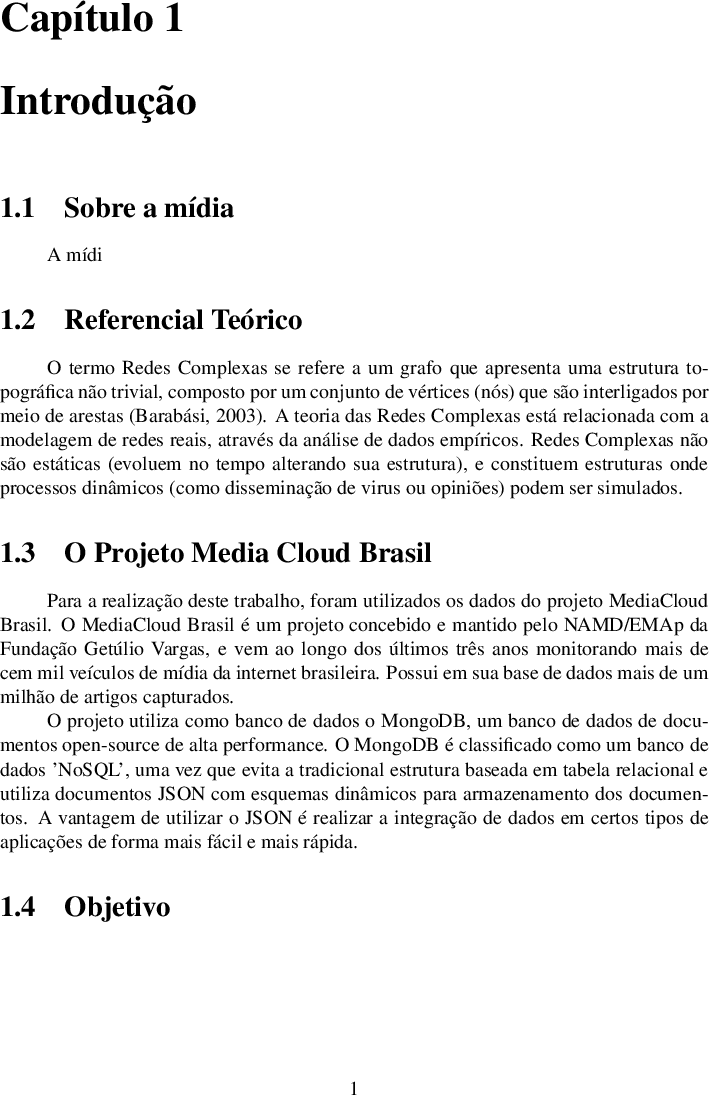 Capítulo 1
Introdução
1.1 Sobre a mídia
A mídi
1.2 Referencial Teórico
O termo Redes Complexas se refere a um grafo que apresenta uma estrutura to-
pográfica não trivial, composto por um conjunto de vértices (nós) que são interligados por
meio de arestas (Barabási, 2003). A teoria das Redes Complexas está relacionada com a
modelagem de redes reais, através da análise de dados empíricos. Redes Complexas não
são estáticas (evoluem no tempo alterando sua estrutura), e constituem estruturas onde
processos dinâmicos (como disseminação de virus ou opiniões) podem ser simulados.
1.3 O Projeto Media Cloud Brasil
Para a realização deste trabalho, foram utilizados os dados do projeto MediaCloud
Brasil. O MediaCloud Brasil é um projeto concebido e mantido pelo NAMD/EMAp da
Fundação Getúlio Vargas, e vem ao longo dos últimos três anos monitorando mais de
cem mil veículos de mídia da internet brasileira. Possui em sua base de dados mais de um
milhão de artigos capturados.
O projeto utiliza como banco de dados o MongoDB, um banco de dados de docu-
mentos open-source de alta performance. O MongoDB é classificado como um banco de
dados ’NoSQL’, uma vez que evita a tradicional estrutura baseada em tabela relacional e
utiliza documentos JSON com esquemas dinâmicos para armazenamento dos documen-
tos. A vantagem de utilizar o JSON é realizar a integração de dados em certos tipos de
aplicações de forma mais fácil e mais rápida.
1.4 Objetivo
1